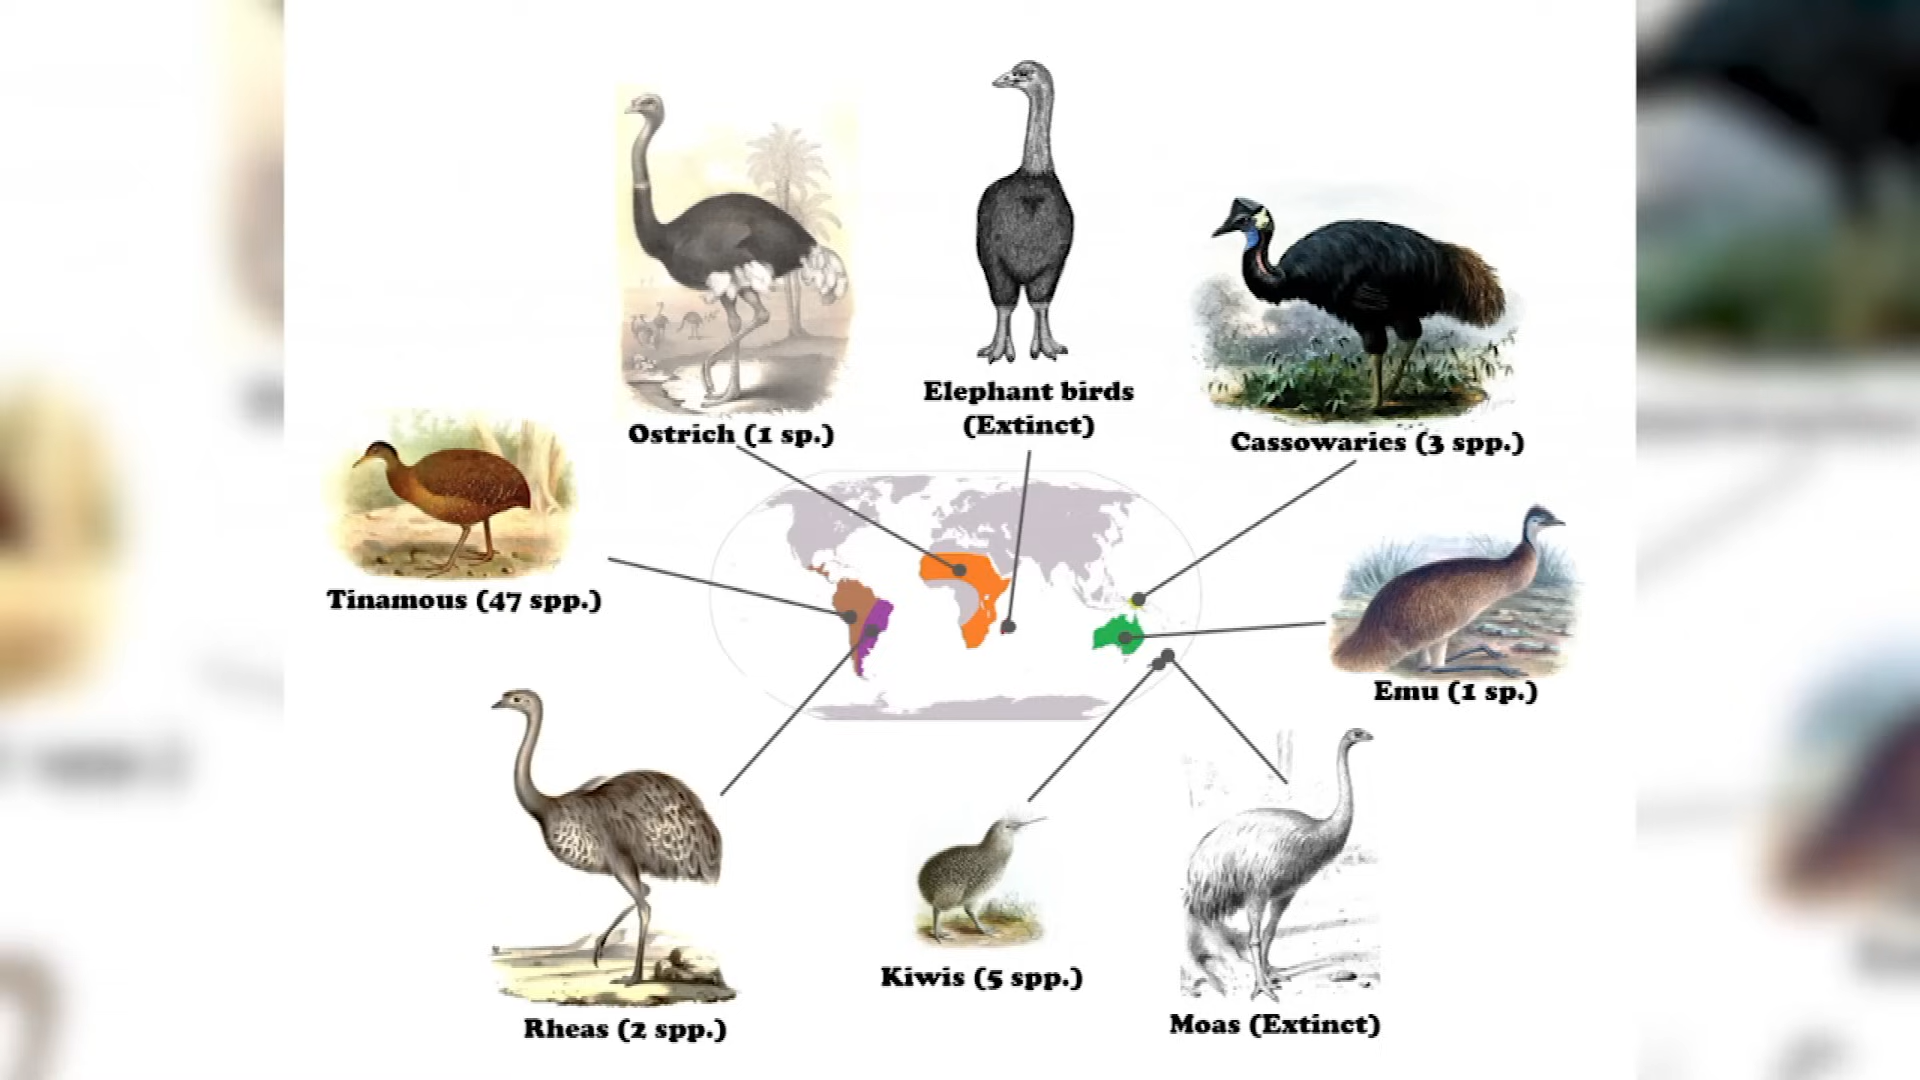 Elephant birds
(Extinct)
Ostrich (1 sp.)
Cassowaries (3 spp.)
Tinamous (47 spp.)
Emu (1 sp.)
Kiwis (5 spp.)
Moas (Extinct)
Rheas (2 spp.)